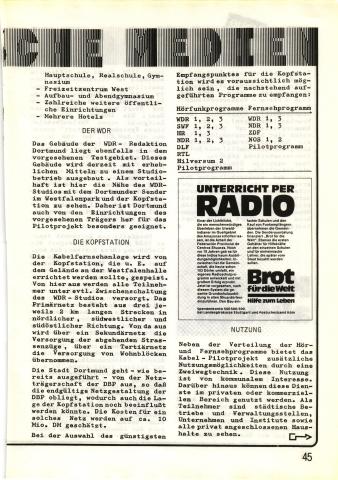 SCIE WELLEN
Hauptschule, Realschule, Gym-
nasium
- Freizeitzentrum West
- Aufbau- und Abendgymnasium
- Zahlreiche weitere öffentli-
che Einrichtungen
- Mehrere Hotels
DER WDR
Das Gebäude der WDR- Redaktion
Dortmund liegt ebenfalls in dem
vorgesehenen Testgebiet. Dieses
Gebäude wird derzeit mit erheb-
lichen Mitteln zu einem Studio-
betrieb ausgebaut. Als vorteil-
haft ist hier die Nähe des WDR-
Studios mit dem Dortmunder Sender
im Westfalenpark und der Kopfsta-
tion zu sehen. Daher ist Dortmund
auch von den Einrichtungen des
vorgesehenen Trägers her für das
Pilotprojekt besonders geeignet.
DIE KOPFSTATION
Die Kabelfernsehanlage wird von
der Kopfstation, die u. E. auf
dem Gelände an der Westfalenhalle
errichtet werden sollte, gespeist.
Von hier aus werden alle Teilneh-
mer unter evtl. Zwischenschaltung
des WDR-Studios versorgt. Das
Primärnetz besteht aus drei je-
weils 2 km langen Strecken in
nördlicher, südwestlicher und
südöstlicher Richtung. Von da aus
wird über ein Sekundärnetz die
Versorgung der abgehenden Stras-
senzüge, über ein Tertiärnetz
die Versorgung von Wohnblöcken
übernommen.
Die Stadt Dortmund geht - wie be-
reits ausgeführt - von der Netz-
trägerschaft der DBP aus, so daß
die endgültige Netzgestaltung der
DBP obliegt, wodurch auch die La-
ge der Kopfstation noch beeinflußt
werden könnte. Die Kosten für ein
solches Netz werden auf ca. 10
Mio. DM geschätzt.
Bei der Auswahl des günstigsten
Empfangspunktes für die Kopfsta-
tion wird es voraussichtlich mög-
lich sein, die nachstehend auf-
geführten Programme zu empfangen:
Hörfunkprogramme Fernsehprogramm
WDR 1, 2, 3 WDR 1, 3
SWF 1, 2, 3 NDR 1, 3
HR 1, 2, 3 ZDF
NDR 1, 2, 3 NOS 1, 2
DLF Pilotprogramm
RTL
Hilversum 2
Pilotprogramm
UNTERRICHT PER
RADIO
Brot
für die Welt
Hilfe zum Leben
NUTZUNG
Neben der Verteilung der Hör-
und Fernsehprogramme bietet das
Kabel-Pilotprojekt zusätzliche
Nutzungsmöglichkeiten durch eine
Zweiwegtechnik. Diese Nutzung
ist von kommunalem Interesse.
Darüber hinaus können diese Dien-
ste im privaten oder kommerziel-
len Bereich genutzt werden. Als
Teilnehmer sind städtische Be-
triebe und Verwaltungsstellen,
Unternehmen und Institute sowie
alle privat angeschlossenen Haus-
halte zu sehen.
45